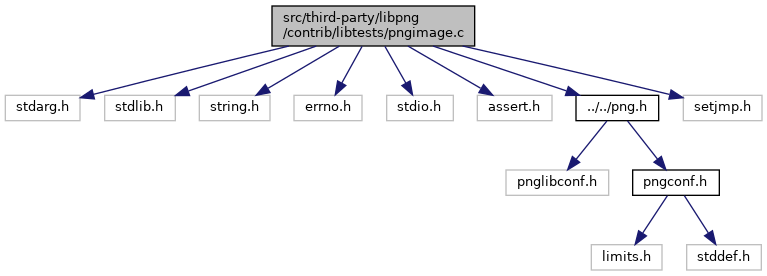 src/third-party/libpng
/contrib/libtests/pngimage.c
stdarg.h
stdlib.h
string.h
errno.h
stdio.h
assert.h
../../png.h
setjmp.h
pnglibconf.h
pngconf.h
limits.h
stddef.h